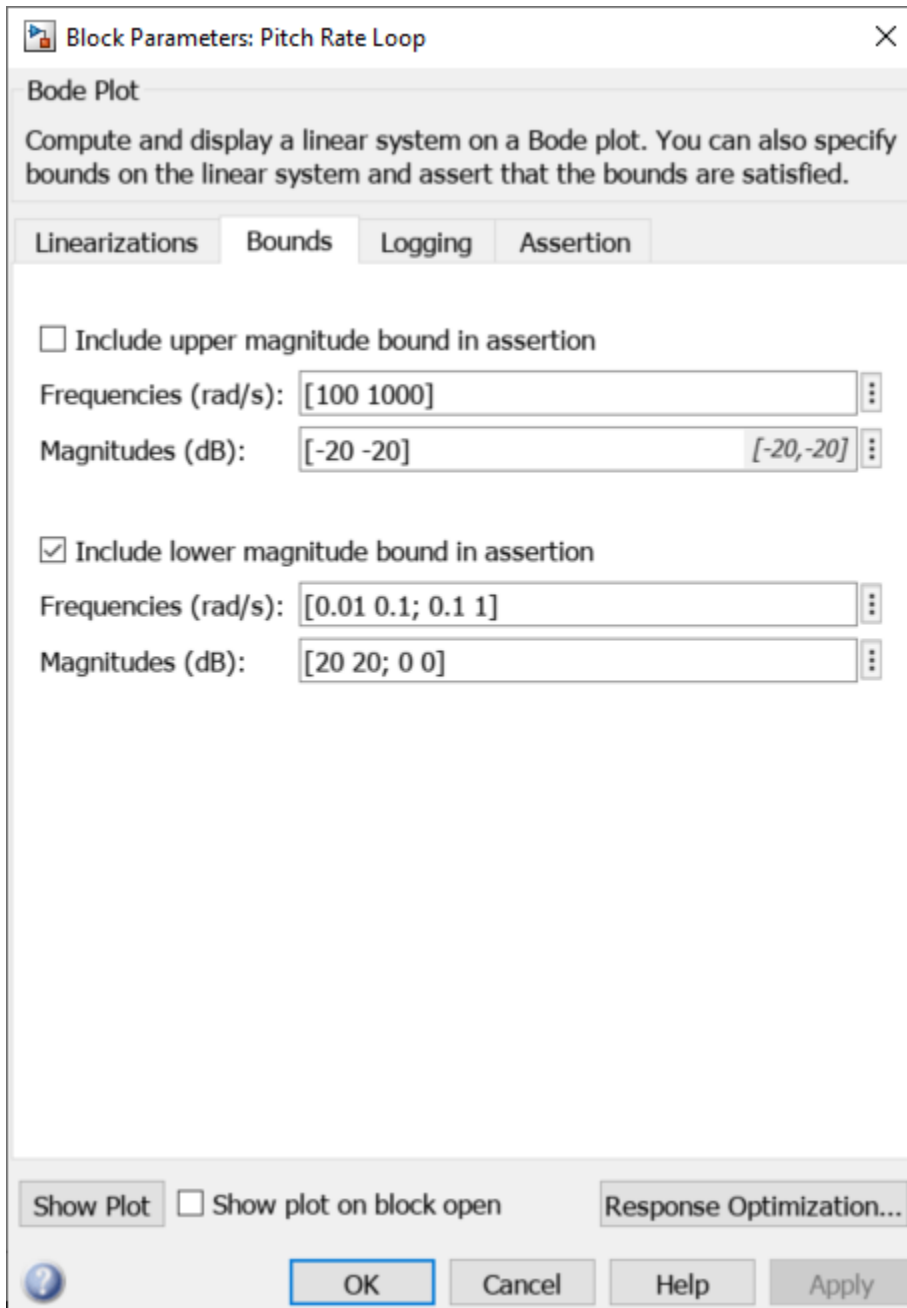 Block Parameters: Pitch Rate Loop
Bode Plot
Compute and display a linear system on a Bode plot. You can also specify
bounds on the linear system and assert that the bounds are satisfied.
Linearizations Bounds Logging Assertion
Include upper magnitude bound in assertion
Frequencies (rad/s): [100 1000]
Magnitudes (dB): [-20 -20] [-20,-20]
Include lower magnitude bound in assertion
Frequencies (rad/s): [0.01 0.1; 0.1 1]
Magnitudes (dB): [20 20; 0 0]
Show Plot Show plot on block open Response Optimization...
? OK Cancel Help Apply